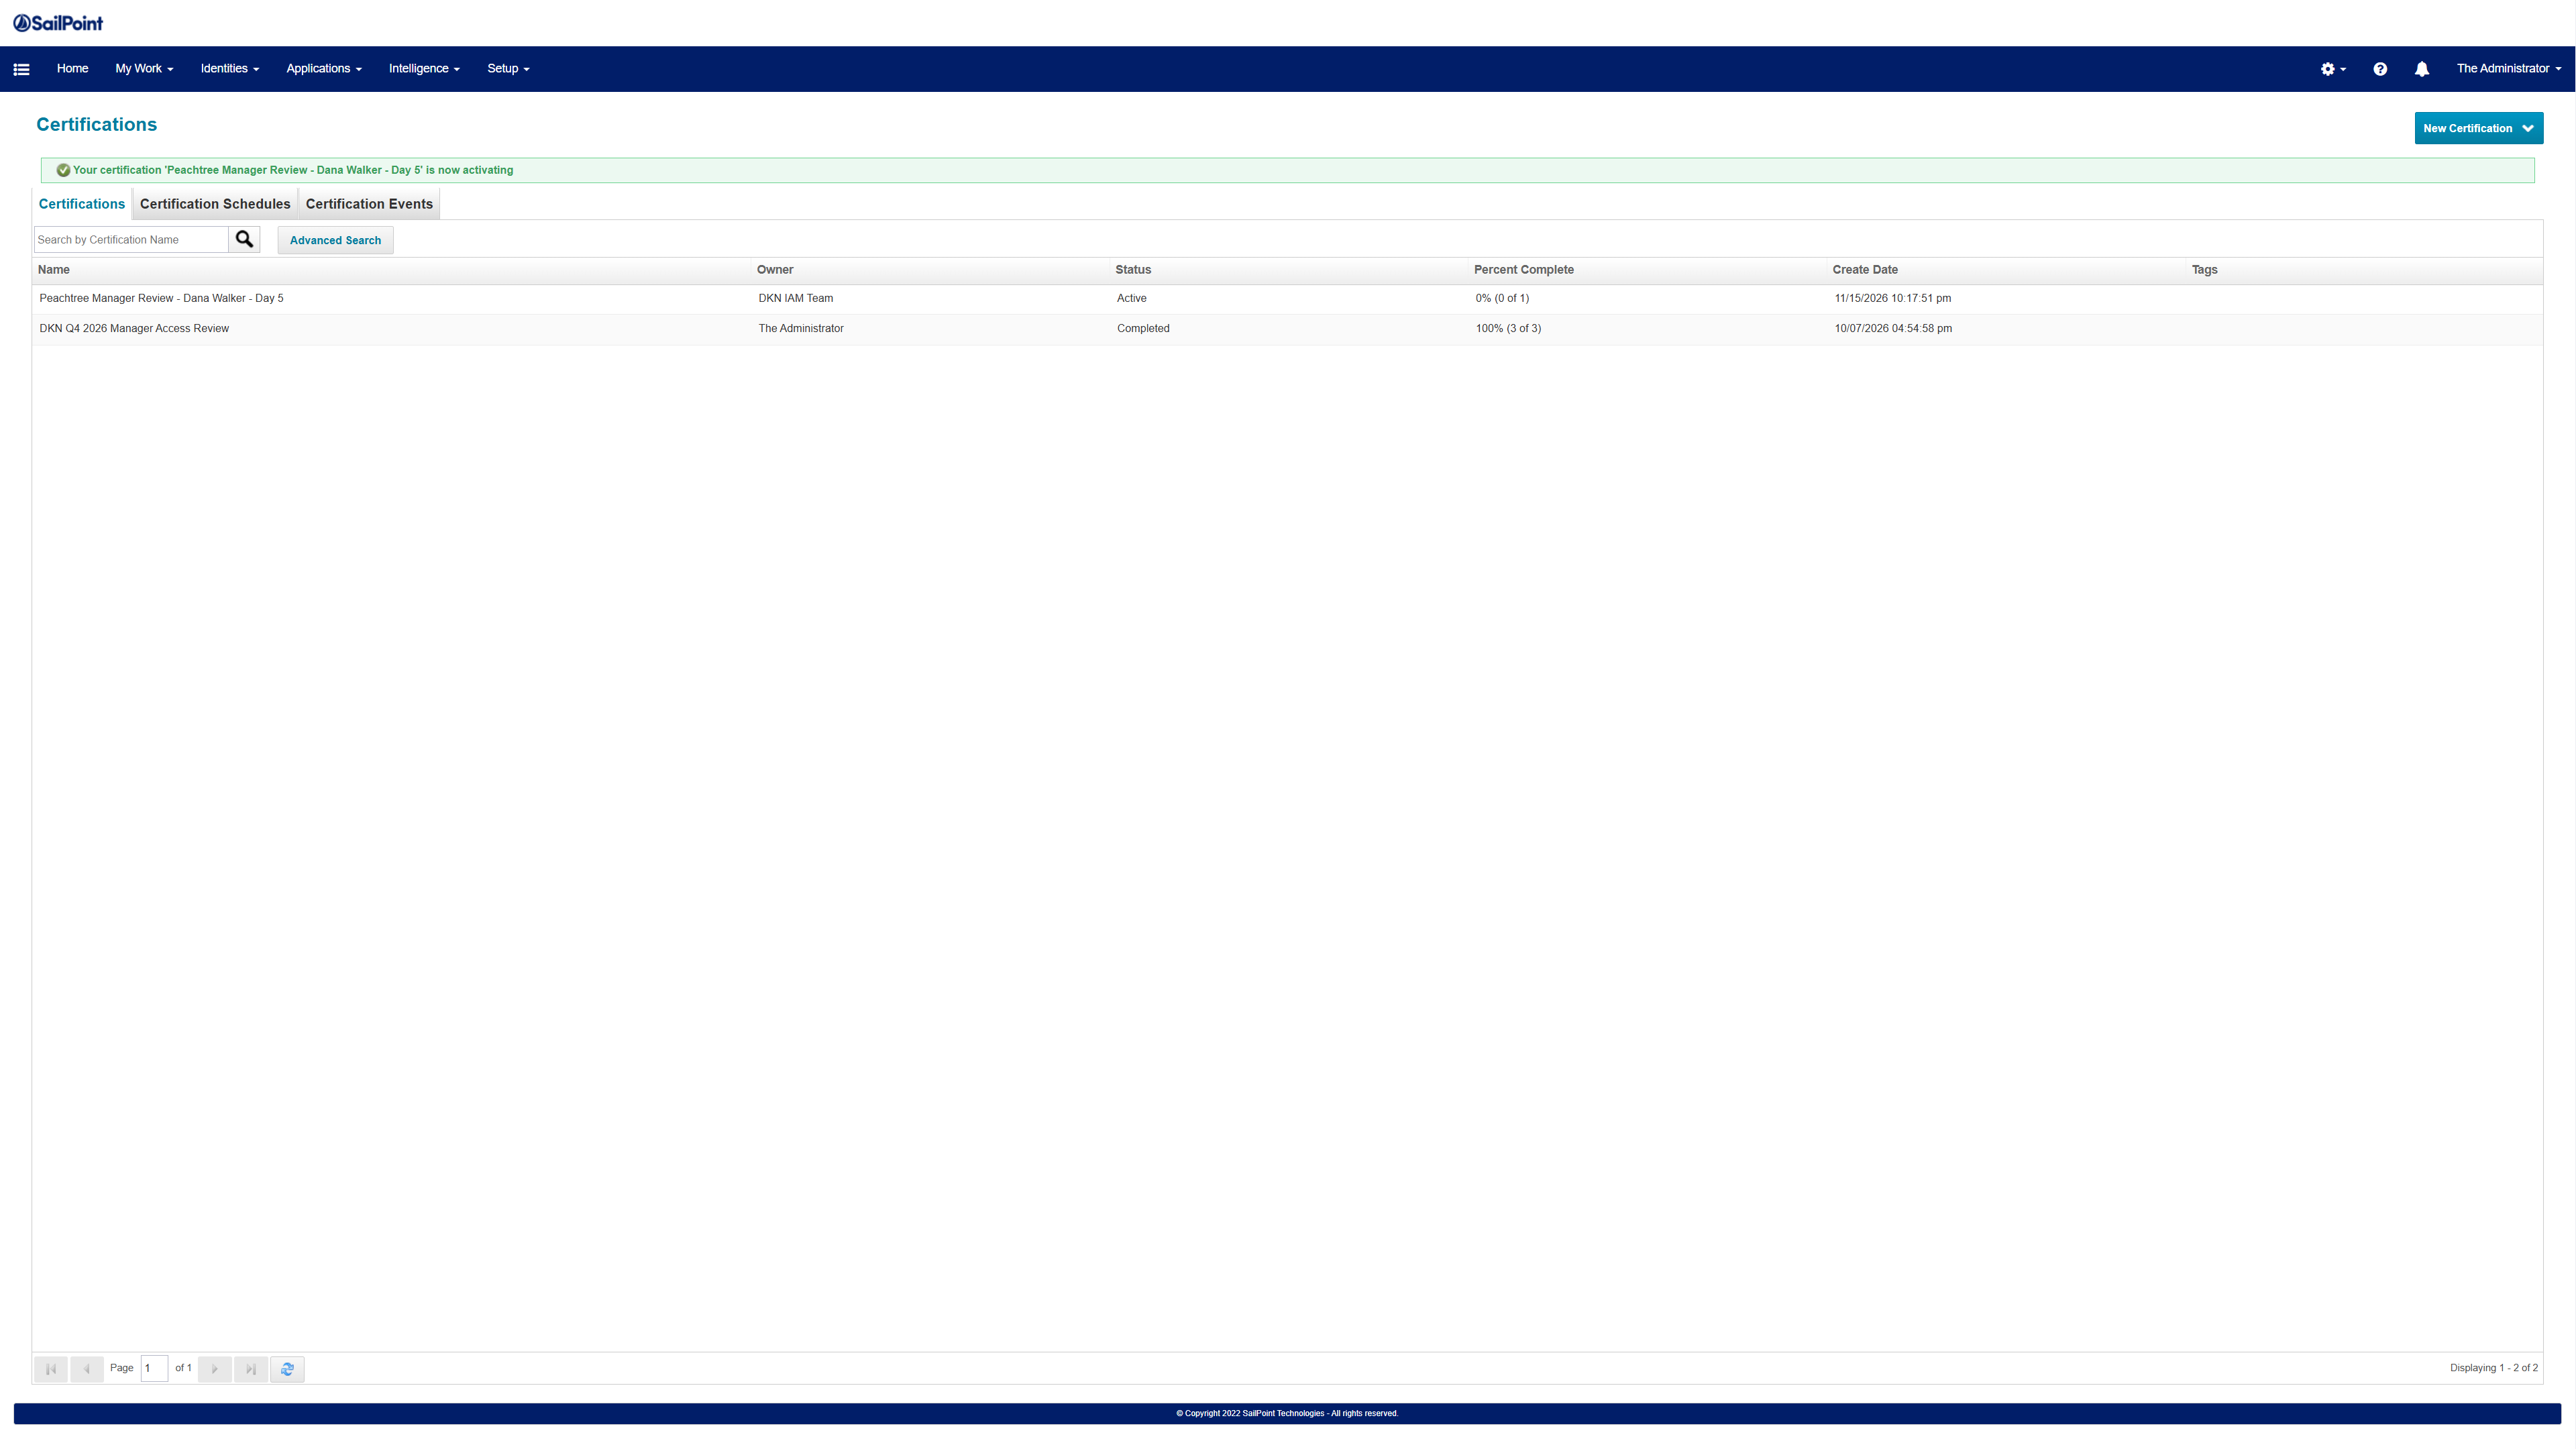 SailPoint
Home My Work Identities Applications Intelligence Setup The Administrator
Certifications
New Certification
Your certification 'Peachtree Manager Review - Dana Walker - Day 5' is now activating
Certifications Certification Schedules Certification Events
Search by Certification Name Advanced Search
Name Owner Status Percent Complete Create Date Tags
Peachtree Manager Review - Dana Walker - Day 5 DKN IAM Team Active 0% (0 of 1) 11/15/2026 10:17:51 pm
DKN Q4 2026 Manager Access Review The Administrator Completed 100% (3 of 3) 10/07/2026 04:54:58 pm
Page 1 of 1 Displaying 1 - 2 of 2
© Copyright 2022 SailPoint Technologies - All rights reserved.